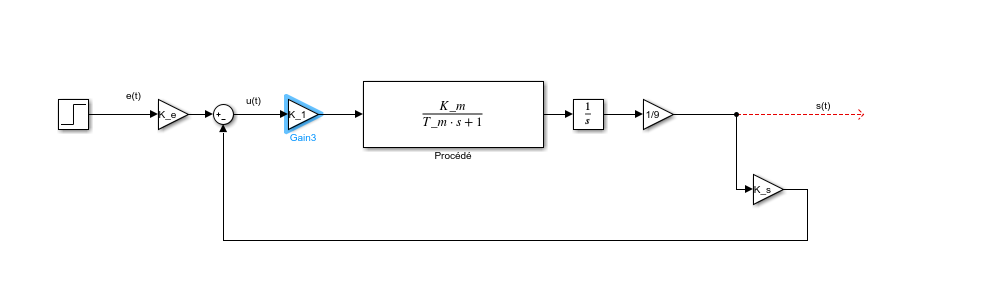 e(t)
K_e
+
-
u(t)
K_1
Gain3
K_m
T_m · s + 1
Procédé
1
s
1/9
s(t)
K_s